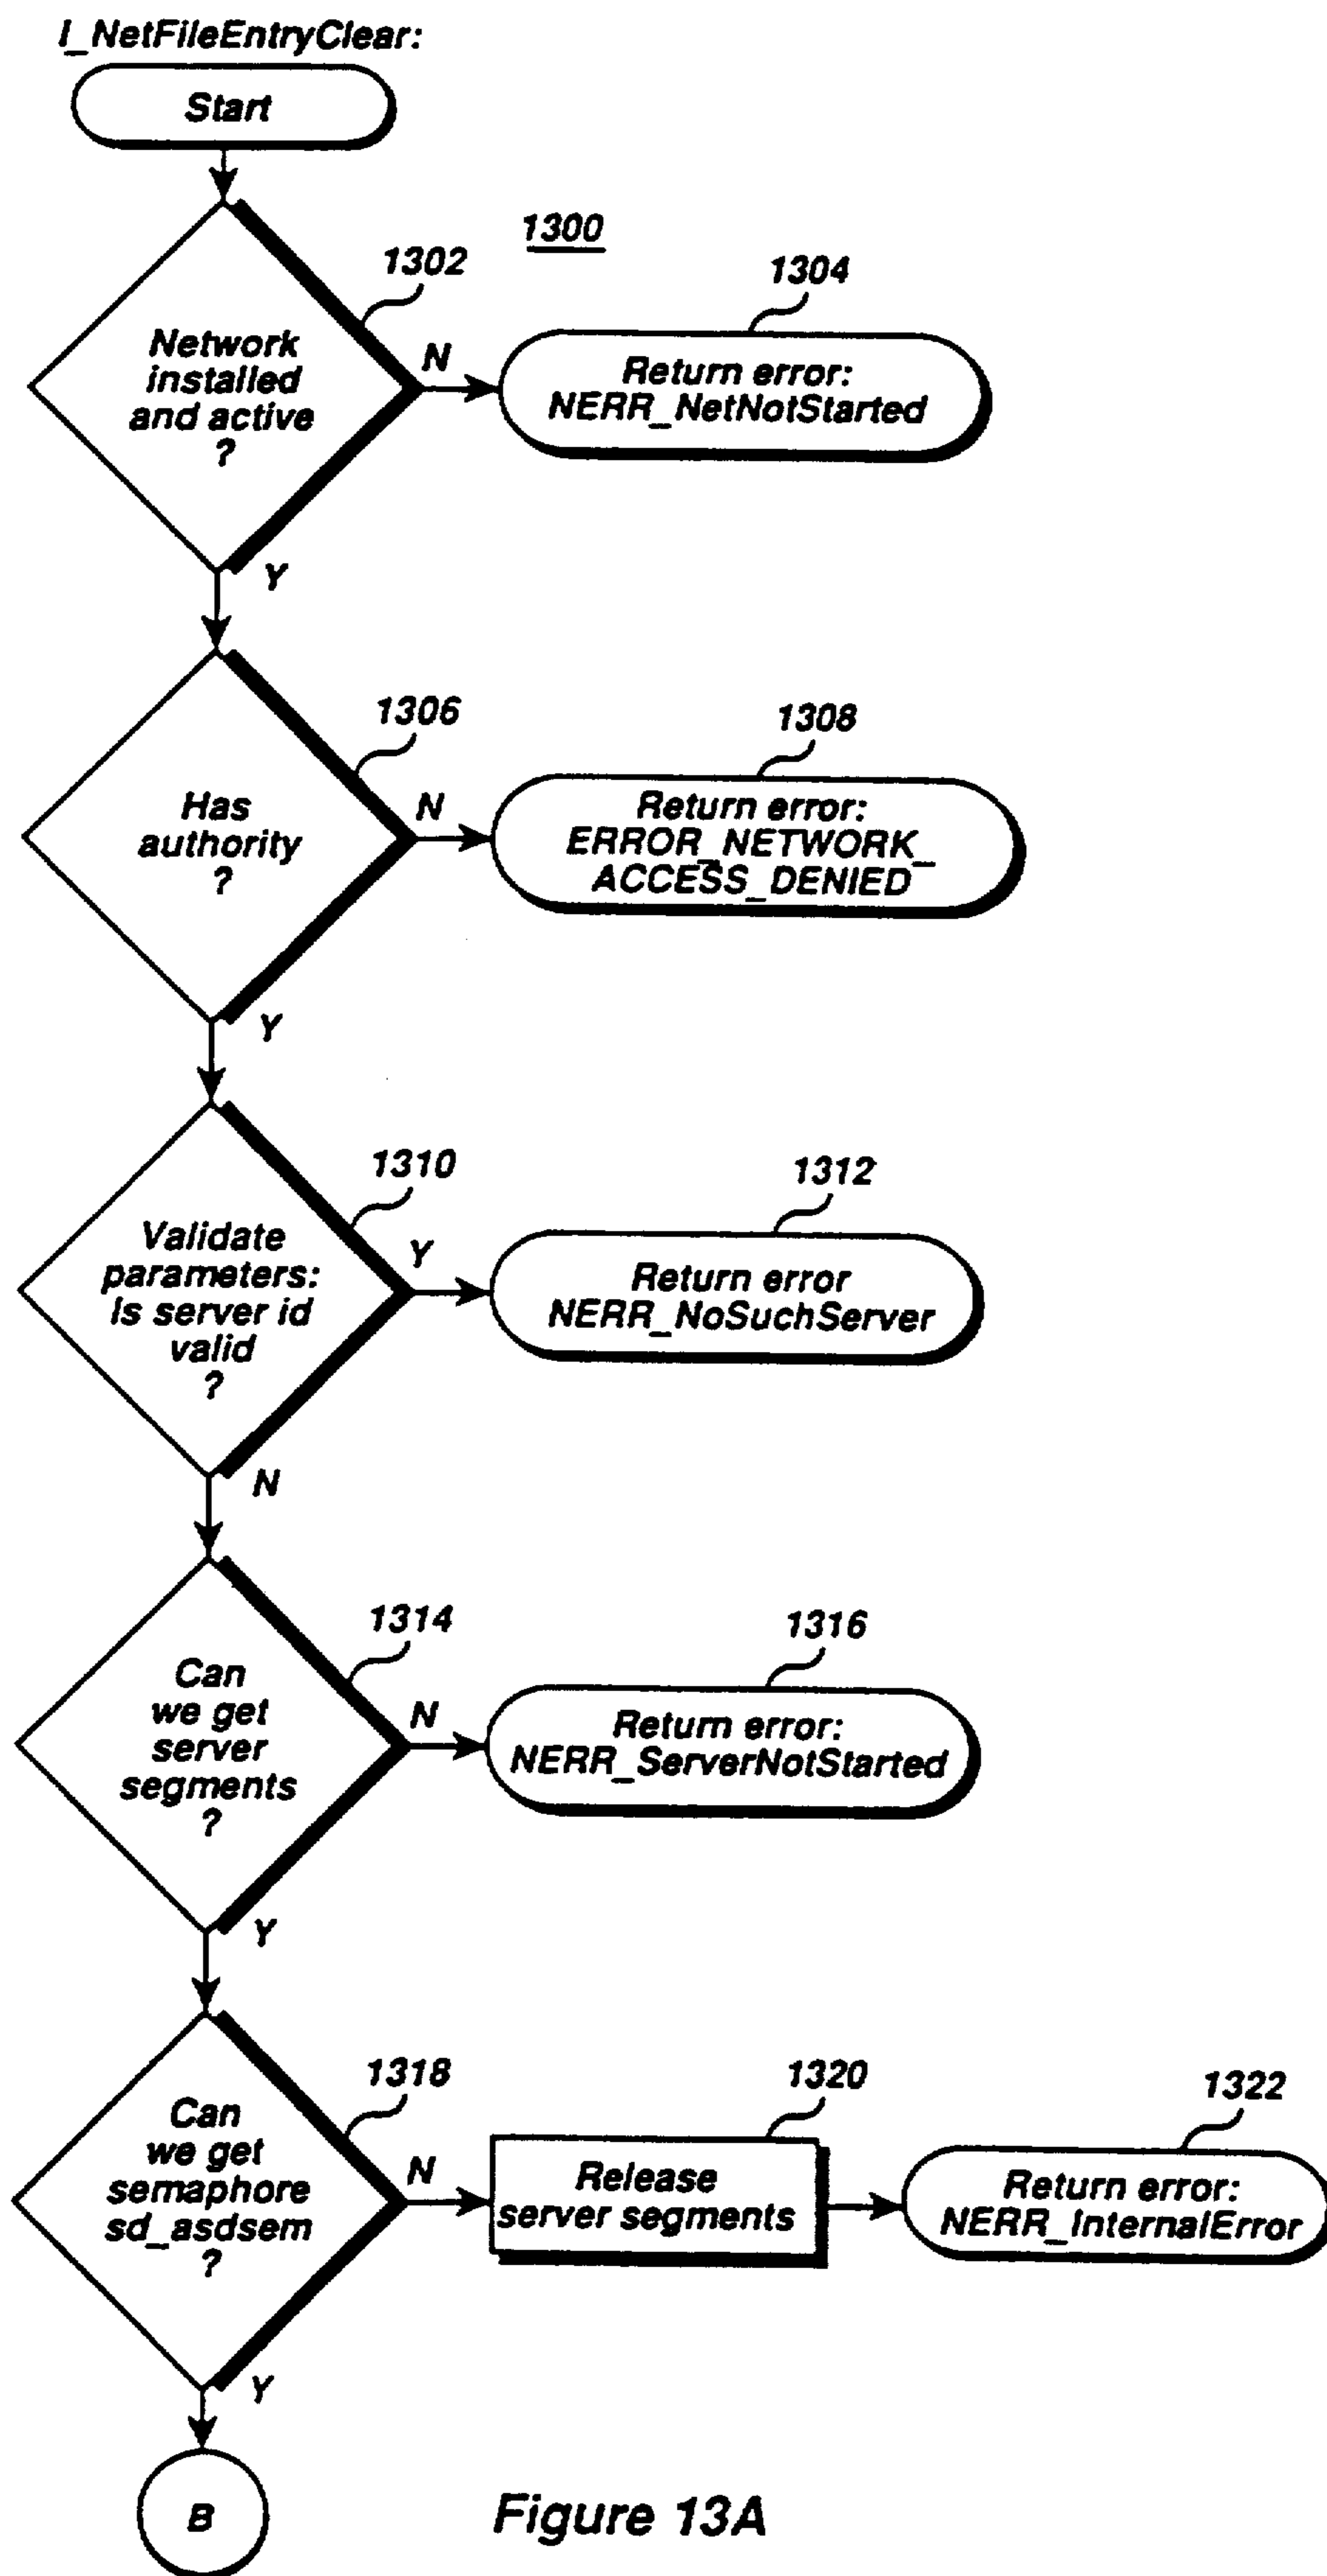 I_NetFileEntryClear:
Start
1300
1302
Network
installed
and active
?
N
Y
1304
Return error:
NERR_NetNotStarted
1306
Has
authority
?
N
Y
1308
Return error:
ERROR_NETWORK_
ACCESS_DENIED
1310
Validate
parameters:
Is server id
valid
?
Y
N
1312
Return error
NERR_NoSuchServer
1314
Can
we get
server
segments
?
N
Y
1316
Return error:
NERR_ServerNotStarted
1318
Can
we get
semaphore
sd_asdsem
?
N
Y
1320
Release
server segments
1322
Return error:
NERR_InternalError
B
Figure 13A